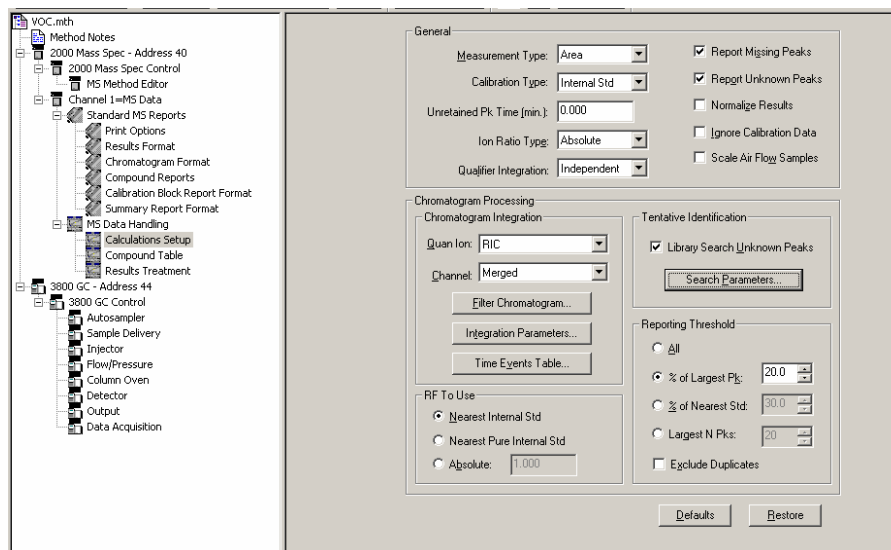 VOC.mth
Method Notes
2000 Mass Spec - Address 40
2000 Mass Spec Control
MS Method Editor
Channel 1=MS Data
Standard MS Reports
Print Options
Results Format
Chromatogram Format
Compound Reports
Calibration Block Report Format
Summary Report Format
MS Data Handling
Calculations Setup
Compound Table
Results Treatment
3800 GC - Address 44
3800 GC Control
Autosampler
Sample Delivery
Injector
Flow/Pressure
Column Oven
Detector
Output
Data Acquisition
General
Measurement Type: Area
Calibration Type: Internal Std
Unretained Pk Time (min.): 0.000
Ion Ratio Type: Absolute
Qualifier Integration: Independent
Report Missing Peaks
Report Unknown Peaks
Normalize Results
Ignore Calibration Data
Scale Air Flow Samples
Chromatogram Processing
Chromatogram Integration
Quan Ion: RIC
Channel: Merged
Filter Chromatogram...
Integration Parameters...
Time Events Table...
RF To Use
Nearest Internal Std
Nearest Pure Internal Std
Absolute: 1.000
Tentative Identification
Library Search Unknown Peaks
Search Parameters...
Reporting Threshold
All
% of Largest Pk: 20.0
% of Nearest Std: 30.0
Largest N Pks: 20
Exclude Duplicates
Defaults
Restore